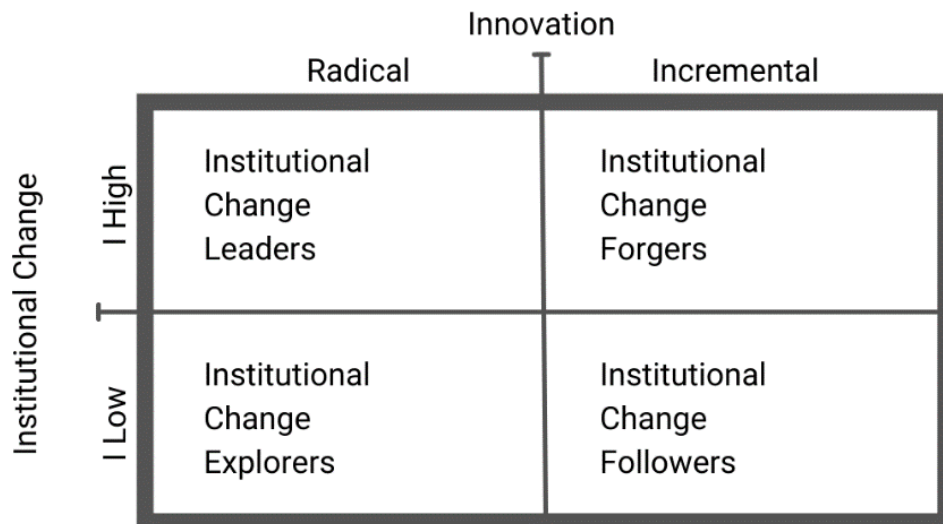 Innovation
Radical
Incremental
Institutional Change
I High
Institutional
Change
Leaders
Institutional
Change
Forgers
I Low
Institutional
Change
Explorers
Institutional
Change
Followers